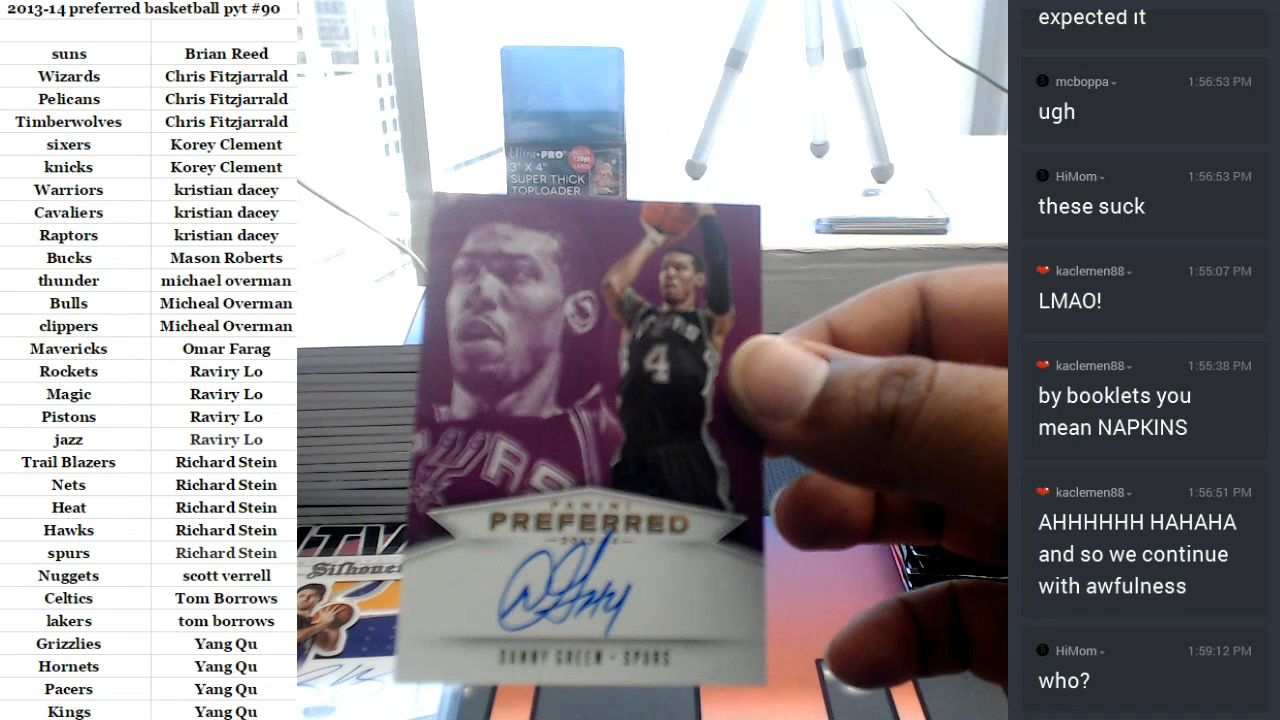 2013-14 preferred basketball pyt #90
suns Brian Reed
Wizards Chris Fitzjarrald
Pelicans Chris Fitzjarrald
Timberwolves Chris Fitzjarrald
sixers Korey Clement
knicks Korey Clement
Warriors kristian dacey
Cavaliers kristian dacey
Raptors kristian dacey
Bucks Mason Roberts
thunder michael overman
Bulls Micheal Overman
clippers Micheal Overman
Mavericks Omar Farag
Rockets Raviry Lo
Magic Raviry Lo
Pistons Raviry Lo
jazz Raviry Lo
Trail Blazers Richard Stein
Nets Richard Stein
Heat Richard Stein
Hawks Richard Stein
spurs Richard Stein
Nuggets scott verrell
Celtics Tom Borrows
lakers tom borrows
Grizzlies Yang Qu
Hornets Yang Qu
Pacers Yang Qu
Kings Yang Qu
Ultra•PRO
3" X 4"
SUPER THICK
TOPLOADER
4
PANINI
PREFERRED
DANNY GREEN • SPURS
Silhouet
expected it
mcboppa 1:56:53 PM
ugh
HiMom 1:56:53 PM
these suck
kaclemen88 1:55:07 PM
LMAO!
kaclemen88 1:55:38 PM
by booklets you
mean NAPKINS
kaclemen88 1:56:51 PM
AHHHHHH HAHAHA
and so we continue
with awfulness
HiMom 1:59:12 PM
who?